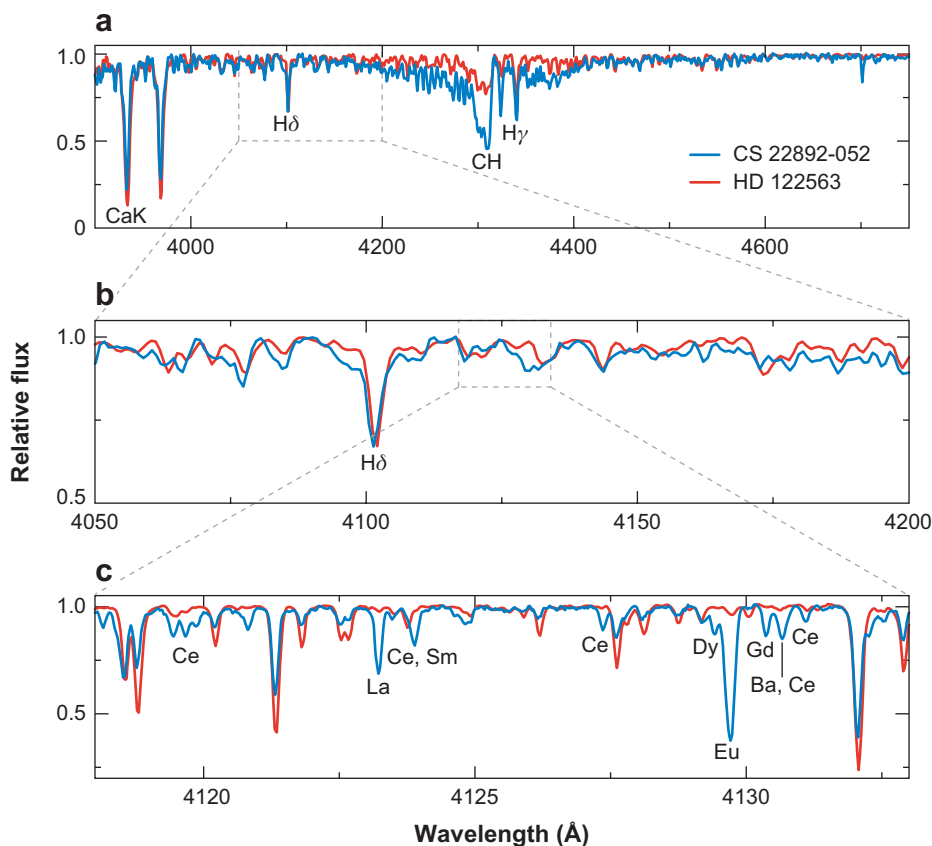 a
1.0
0.5
0
CaK
Hδ
CH
Hγ
CS 22892-052
HD 122563
4000 4200 4400 4600
b
1.0
0.5
Hδ
4050 4100 4150 4200
Relative flux
c
1.0
0.5
Ce
La
Ce, Sm
Ce
Dy
Eu
Gd
Ba, Ce
Ce
4120 4125 4130
Wavelength (Å)